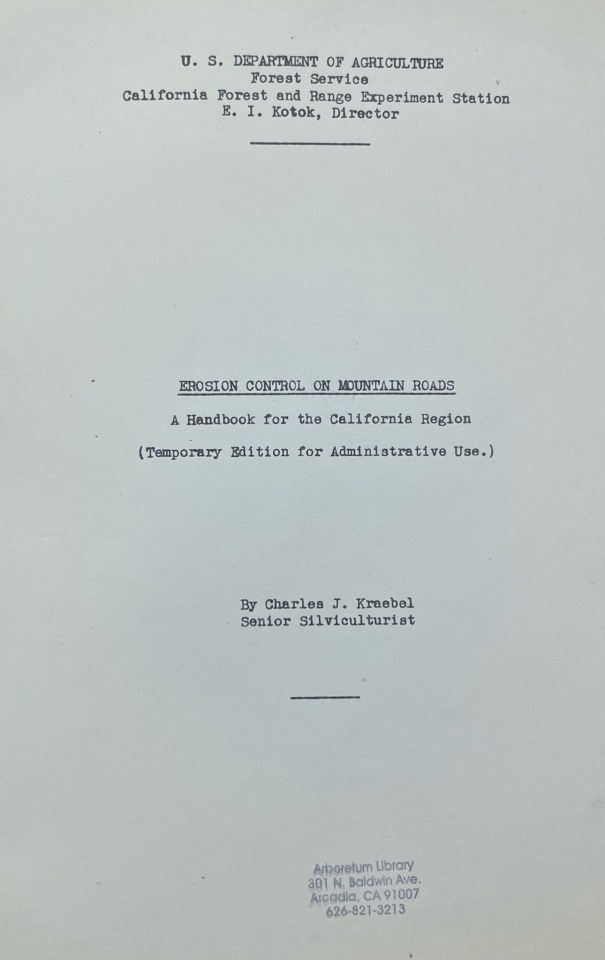 U. S. DEPARTMENT OF AGRICULTURE
Forest Service
California Forest and Range Experiment Station
E. I. Kotok, Director
EROSION CONTROL ON MOUNTAIN ROADS
A Handbook for the California Region
(Temporary Edition for Administrative Use.)
By Charles J. Kraebel
Senior Silviculturist
Arboretum Library
301 N. Baldwin Ave.
Arcadia, CA 91007
626-821-3213